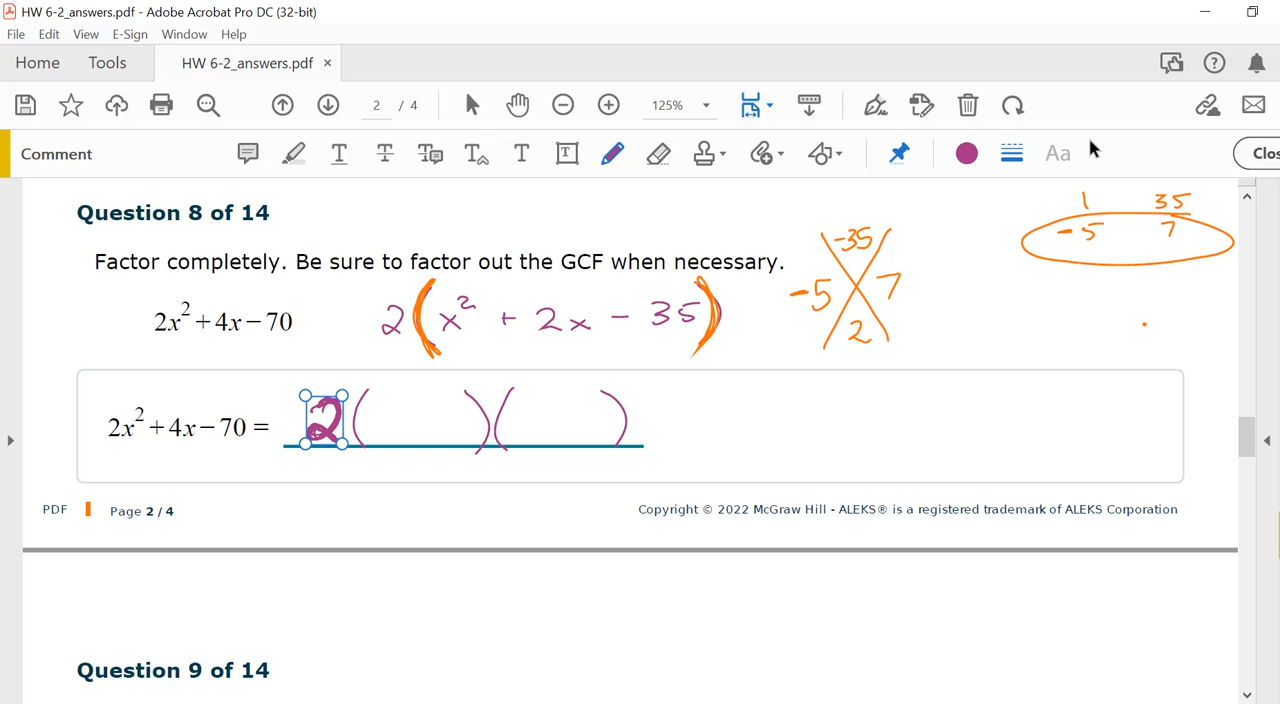 HW 6-2_answers.pdf - Adobe Acrobat Pro DC (32-bit)
File Edit View E-Sign Window Help
Home Tools HW 6-2_answers.pdf ×
2 / 4 125%
Comment T T T T T T Aa Clos
Question 8 of 14
1 35
-5 7
Factor completely. Be sure to factor out the GCF when necessary.
-35
-5 7
2
2x² + 4x − 70 2(x² + 2x - 35)
2x² + 4x − 70 = 2( )( )
PDF Page 2 / 4 Copyright © 2022 McGraw Hill - ALEKS® is a registered trademark of ALEKS Corporation
Question 9 of 14